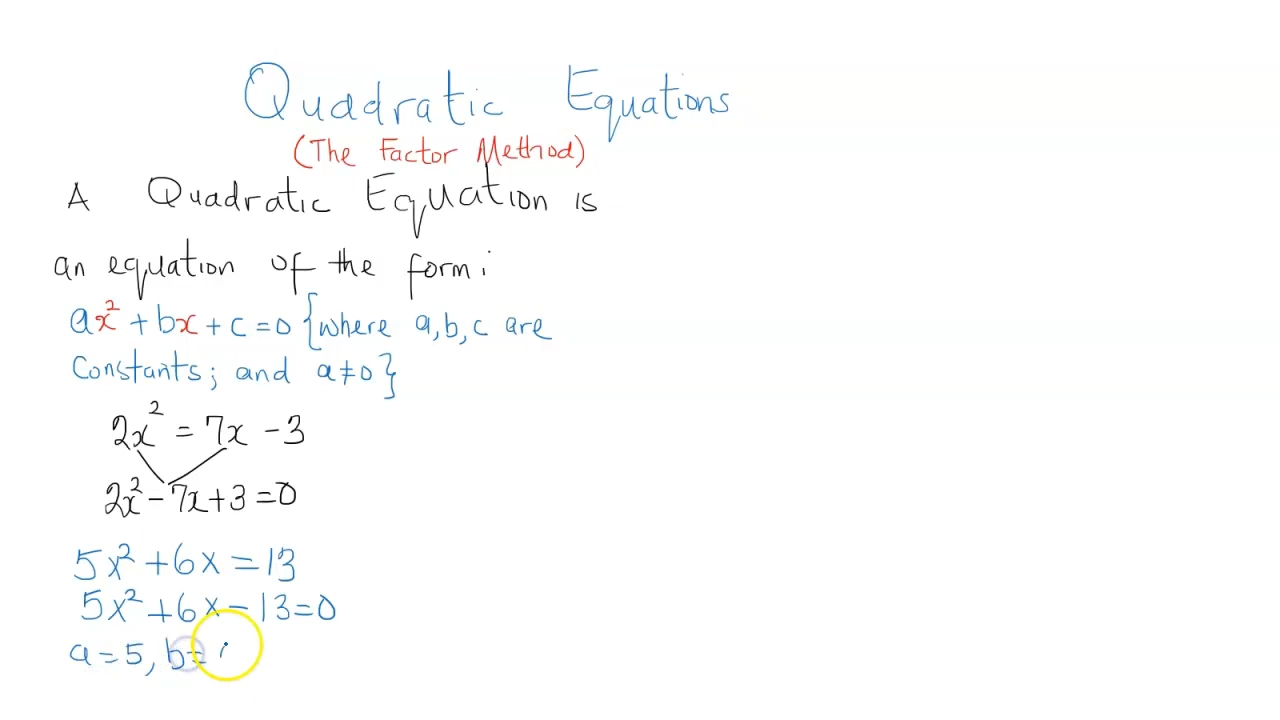 Quadratic Equations
(The Factor Method)
A Quadratic Equation is
an equation of the form:
ax² + bx + c = 0 {where a, b, c are
Constants; and a ≠ 0}
2x² = 7x - 3
2x² - 7x + 3 = 0
5x² + 6x = 13
5x² + 6x - 13 = 0
a = 5, b =